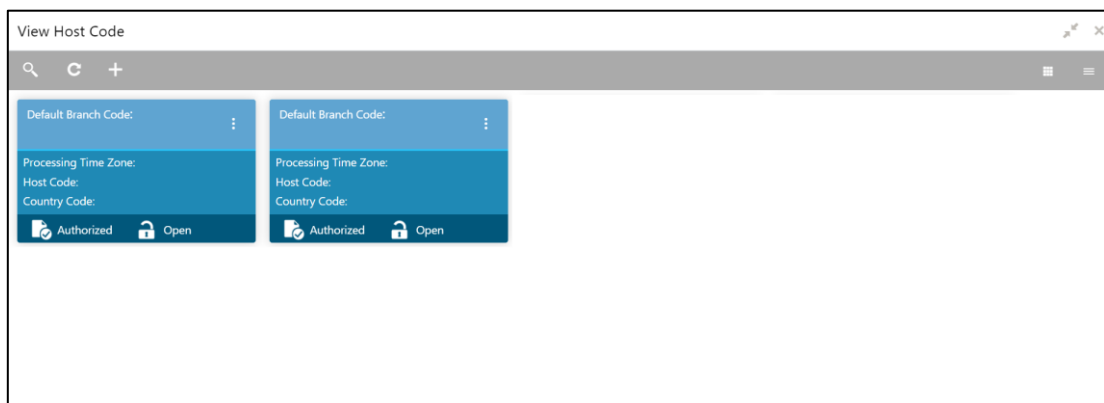 View Host Code
Default Branch Code:
Processing Time Zone:
Host Code:
Country Code:
Authorized Open
Default Branch Code:
Processing Time Zone:
Host Code:
Country Code:
Authorized Open